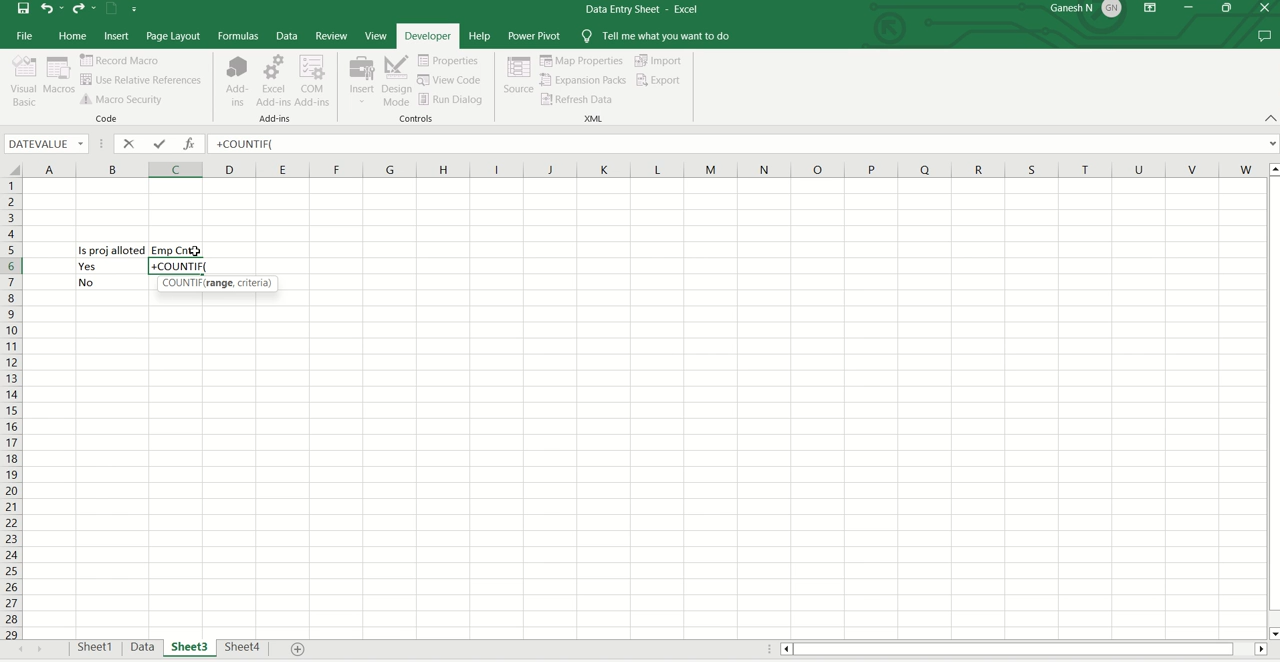 Data Entry Sheet - Excel
Ganesh N GN
File Home Insert Page Layout Formulas Data Review View Developer Help Power Pivot Tell me what you want to do
Visual Basic
Macros
Record Macro
Use Relative References
Macro Security
Code
Add-ins
Excel Add-ins
COM Add-ins
Add-ins
Insert
Design Mode
Properties
View Code
Run Dialog
Controls
Source
Map Properties
Expansion Packs
Refresh Data
Import
Export
XML
DATEVALUE fx +COUNTIF(
A B C D E F G H I J K L M N O P Q R S T U V W
1
2
3
4
5 Is proj alloted Emp Cnt
6 Yes +COUNTIF(
7 No COUNTIF(range, criteria)
8
9
10
11
12
13
14
15
16
17
18
19
20
21
22
23
24
25
26
27
28
29
Sheet1 Data Sheet3 Sheet4